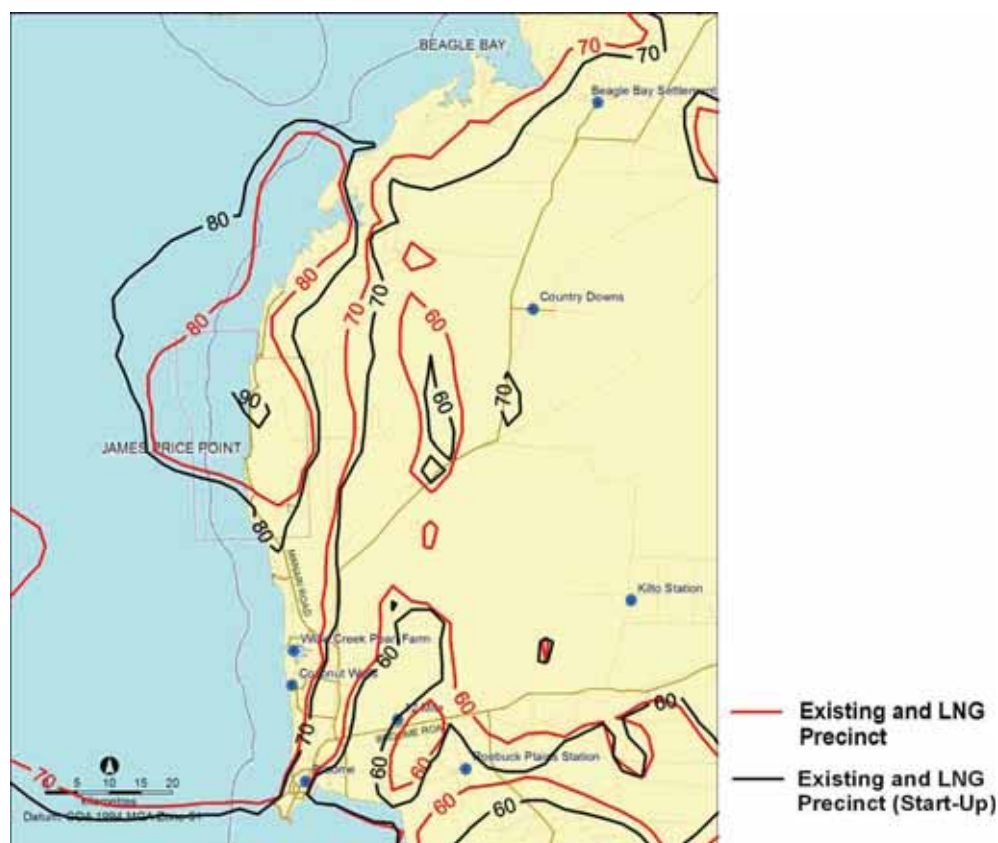 BEAGLE BAY
70
70
Beagle Bay Settlement
80
80
80
70
70
Country Downs
60
60
70
90
JAMES PRICE POINT
80
MANARI ROAD
Kilto Station
Willie Creek Pearl Farm
Coconut Wells
60
60
60
70
60
60
60
60
Roebuck Plains Station
Broome
70
5 10 15 20
kilometres
Existing and LNG
Precinct
Existing and LNG
Precinct (Start-Up)